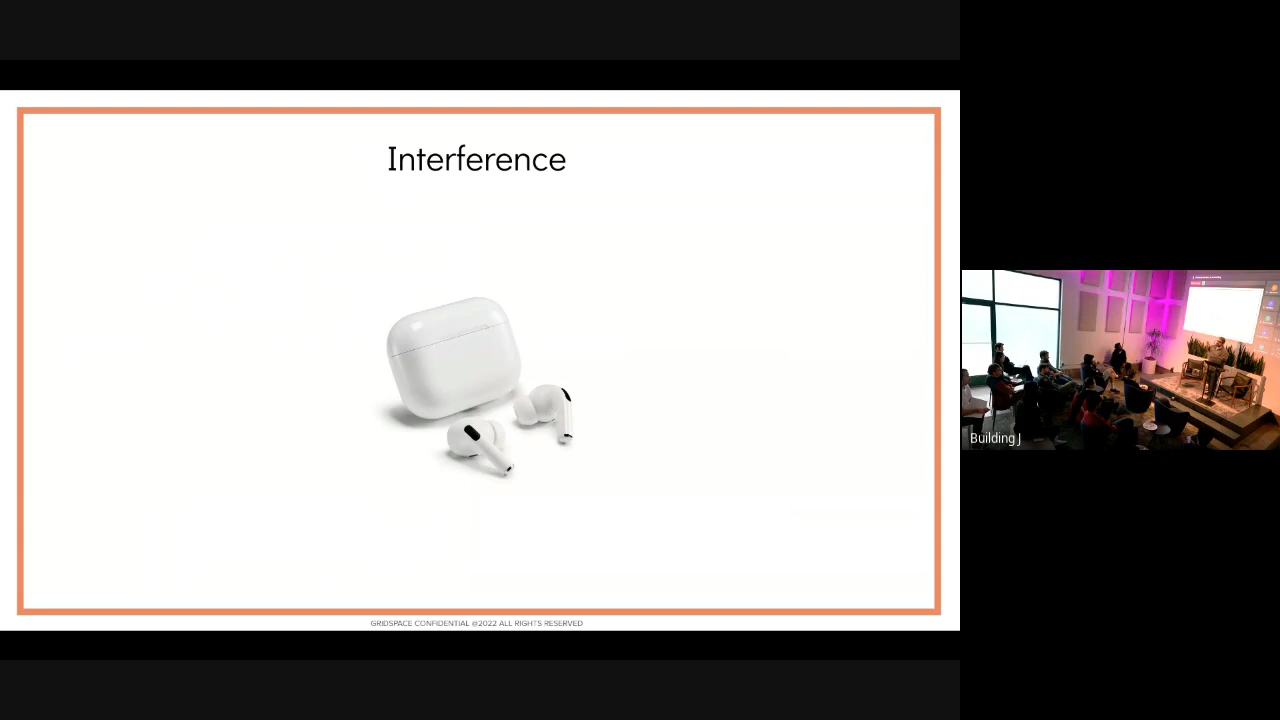 Interference
GRIDSPACE CONFIDENTIAL @2022 ALL RIGHTS RESERVED
Building J